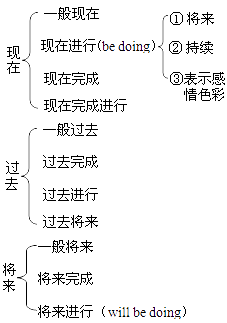 现在
一般现在
现在进行(be doing)
① 将来
② 持续
③表示感
情色彩
现在完成
现在完成进行
过去
一般过去
过去完成
过去进行
过去将来
将来
一般将来
将来完成
将来进行（will be doing）